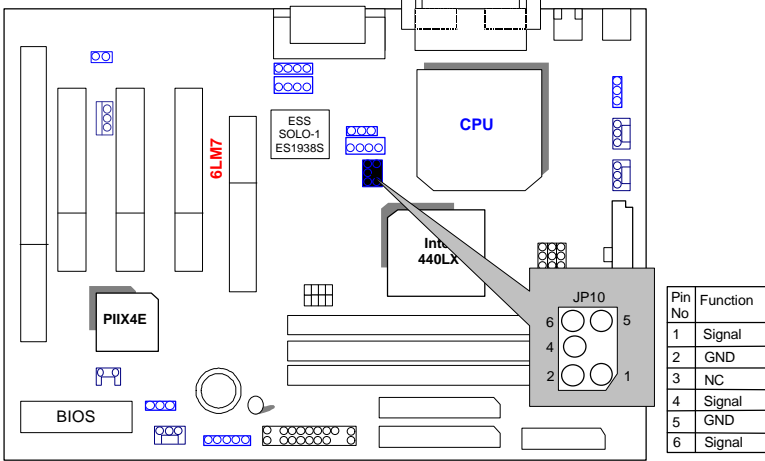 6LM7
ESS
SOLO-1
ES1938S
CPU
440LX
PIIX4E
BIOS
JP10
6 5
4
2 1
Pin No Function
1 Signal
2 GND
3 NC
4 Signal
5 GND
6 Signal